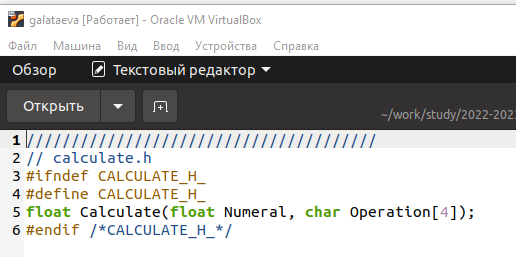 galataeva [Работает] - Oracle VM VirtualBox
Файл Машина Вид Ввод Устройства Справка
Обзор Текстовый редактор
Открыть
~/work/study/2022-202
1 ////////////////////////////////////////
2 // calculate.h
3 #ifndef CALCULATE_H_
4 #define CALCULATE_H_
5 float Calculate(float Numeral, char Operation[4]);
6 #endif /*CALCULATE_H_*/